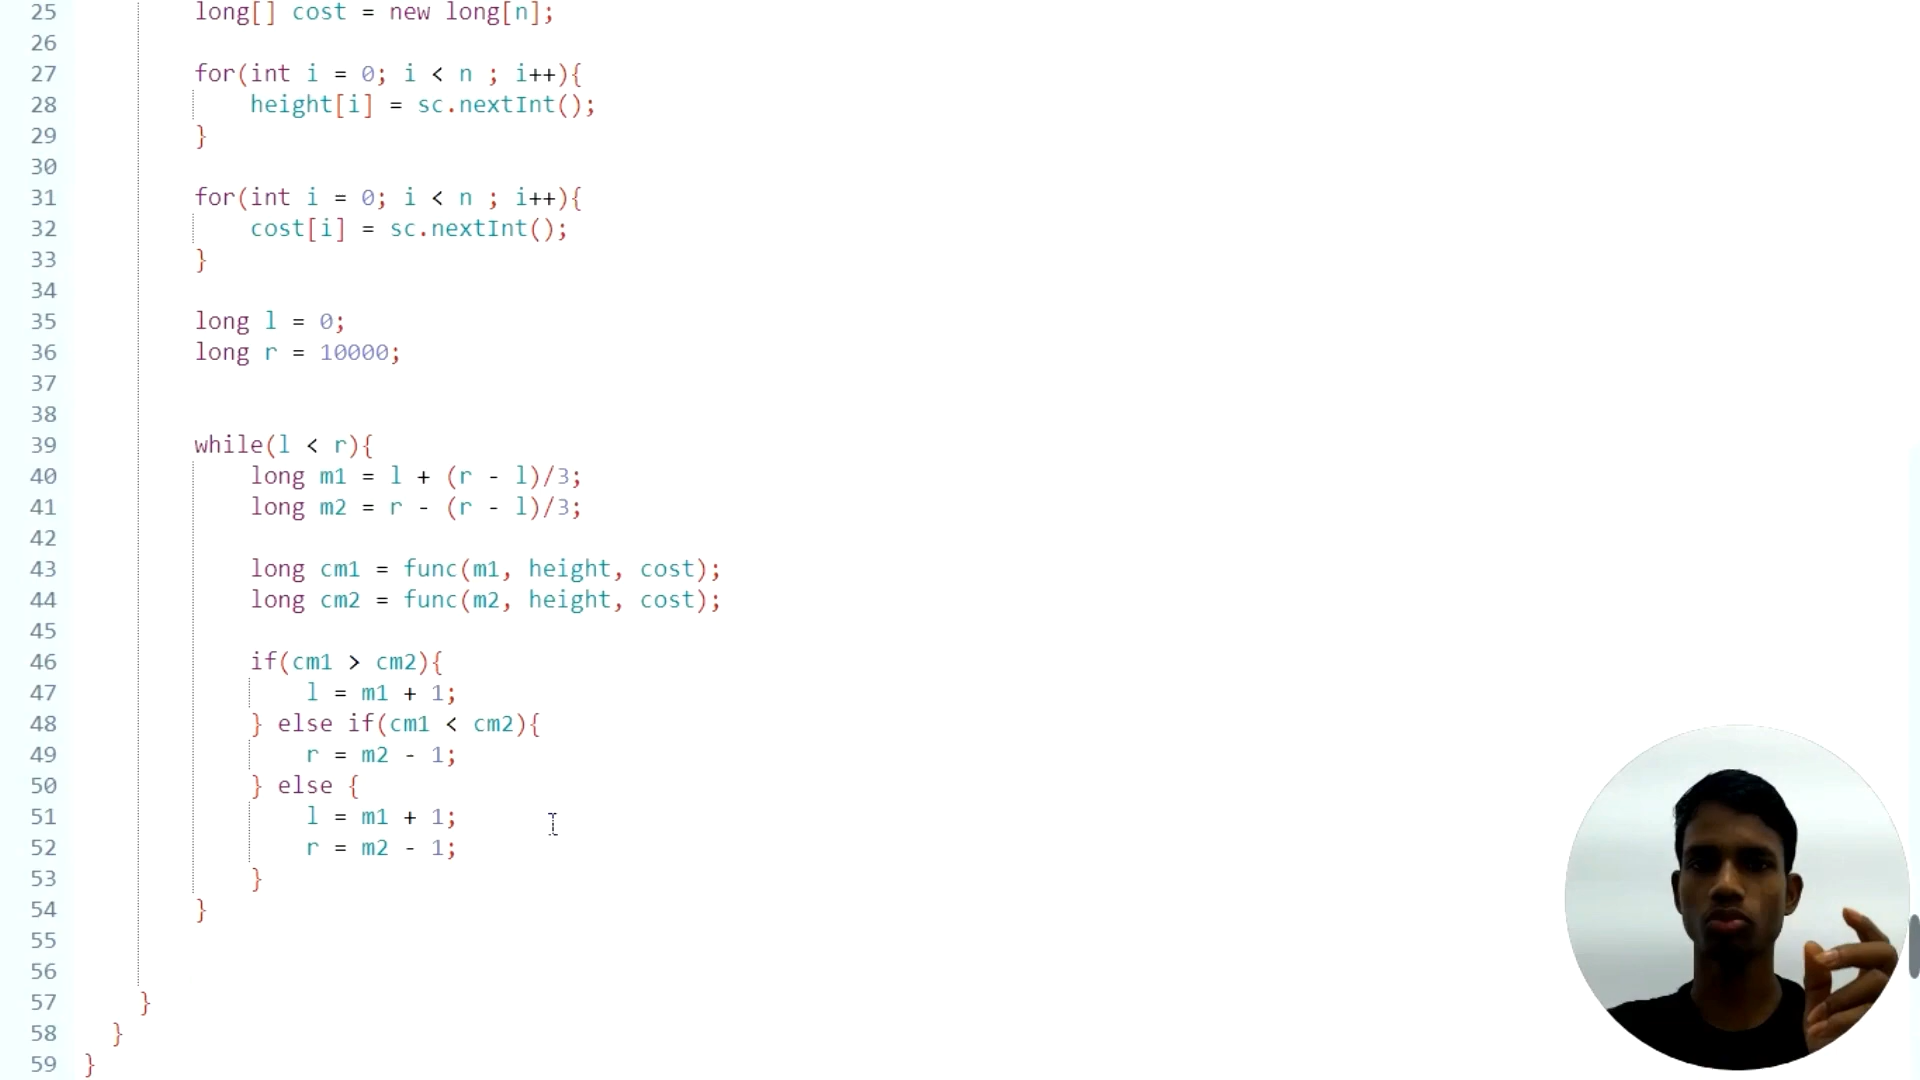 25 long[] cost = new long[n];
26
27 for(int i = 0; i < n ; i++){
28 height[i] = sc.nextInt();
29 }
30
31 for(int i = 0; i < n ; i++){
32 cost[i] = sc.nextInt();
33 }
34
35 long l = 0;
36 long r = 10000;
37
38
39 while(l < r){
40 long m1 = l + (r - l)/3;
41 long m2 = r - (r - l)/3;
42
43 long cm1 = func(m1, height, cost);
44 long cm2 = func(m2, height, cost);
45
46 if(cm1 > cm2){
47 l = m1 + 1;
48 } else if(cm1 < cm2){
49 r = m2 - 1;
50 } else {
51 l = m1 + 1;
52 r = m2 - 1;
53 }
54 }
55
56
57 }
58 }
59 }